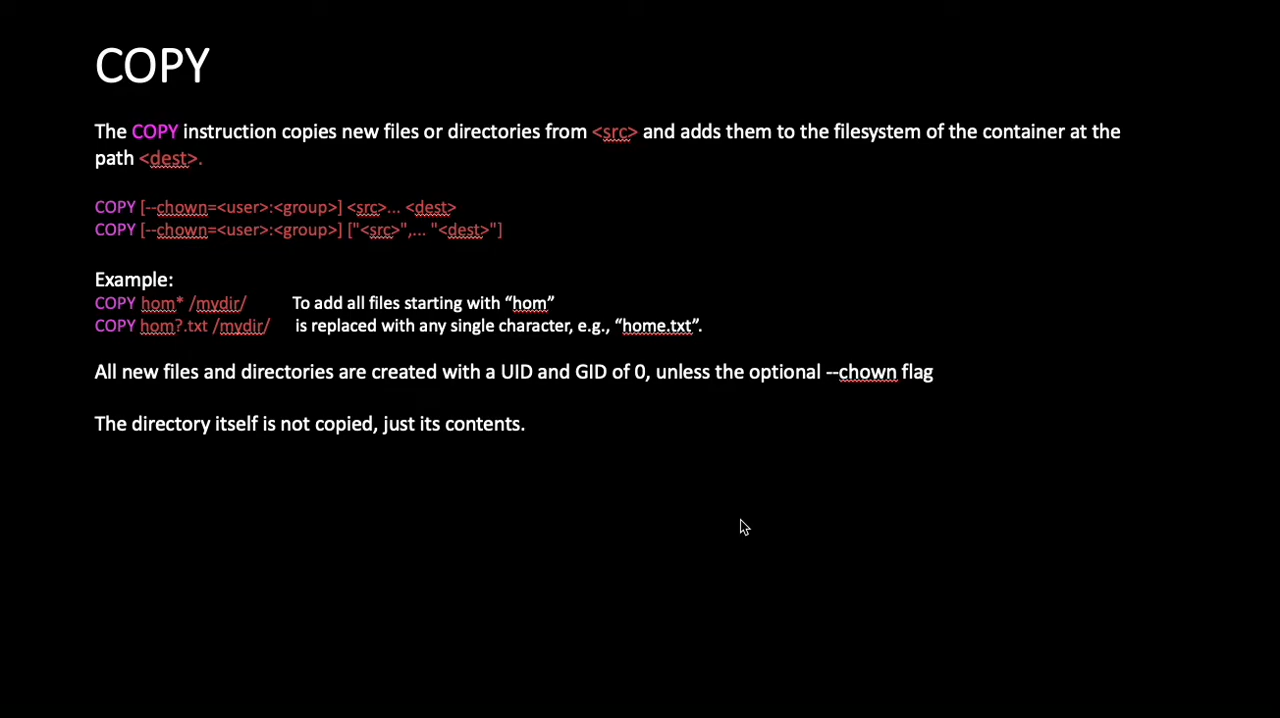 COPY
The COPY instruction copies new files or directories from <src> and adds them to the filesystem of the container at the
path <dest>.
COPY [--chown=<user>:<group>] <src>... <dest>
COPY [--chown=<user>:<group>] ["<src>",... "<dest>"]
Example:
COPY hom* /mydir/ To add all files starting with “hom”
COPY hom?.txt /mydir/ is replaced with any single character, e.g., “home.txt”.
All new files and directories are created with a UID and GID of 0, unless the optional --chown flag
The directory itself is not copied, just its contents.